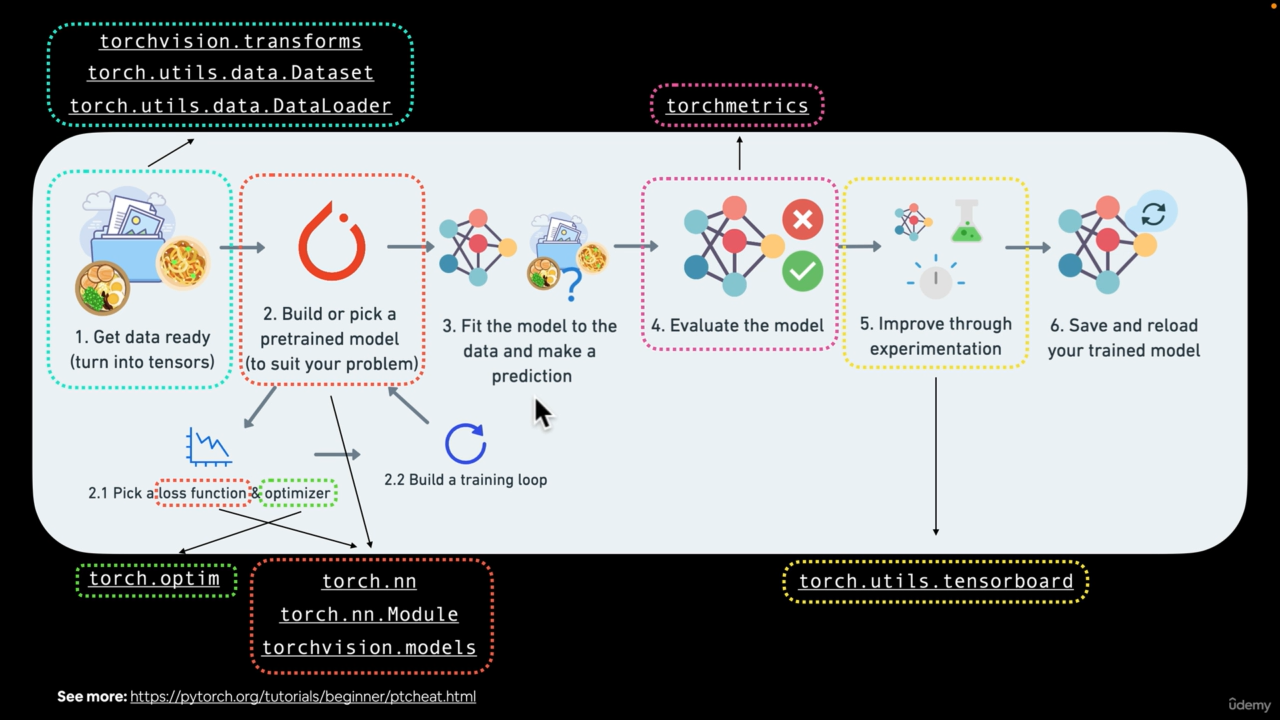 torchvision.transforms
torch.utils.data.Dataset
torch.utils.data.DataLoader
torchmetrics
1. Get data ready
(turn into tensors)
2. Build or pick a
pretrained model
(to suit your problem)
3. Fit the model to the
data and make a
prediction
4. Evaluate the model
5. Improve through
experimentation
6. Save and reload
your trained model
2.1 Pick a loss function & optimizer
2.2 Build a training loop
torch.optim
torch.nn
torch.nn.Module
torchvision.models
torch.utils.tensorboard
See more: https://pytorch.org/tutorials/beginner/ptcheat.html
ûdemy